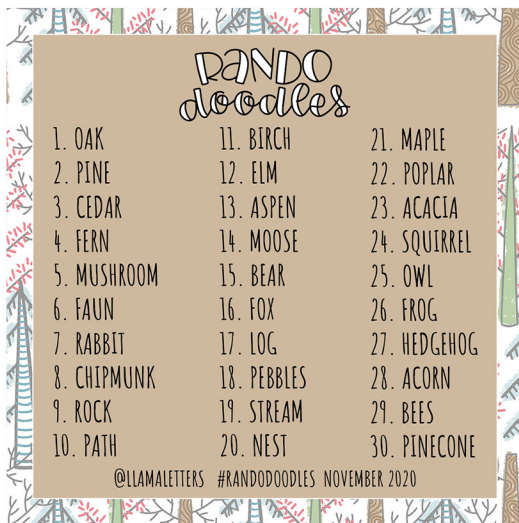 RANDO
doodles
1. OAK
2. PINE
3. CEDAR
4. FERN
5. MUSHROOM
6. FAUN
7. RABBIT
8. CHIPMUNK
9. ROCK
10. PATH
11. BIRCH
12. ELM
13. ASPEN
14. MOOSE
15. BEAR
16. FOX
17. LOG
18. PEBBLES
19. STREAM
20. NEST
21. MAPLE
22. POPLAR
23. ACACIA
24. SQUIRREL
25. OWL
26. FROG
27. HEDGEHOG
28. ACORN
29. BEES
30. PINECONE
@LLAMALETTERS #RANDODOODLES NOVEMBER 2020